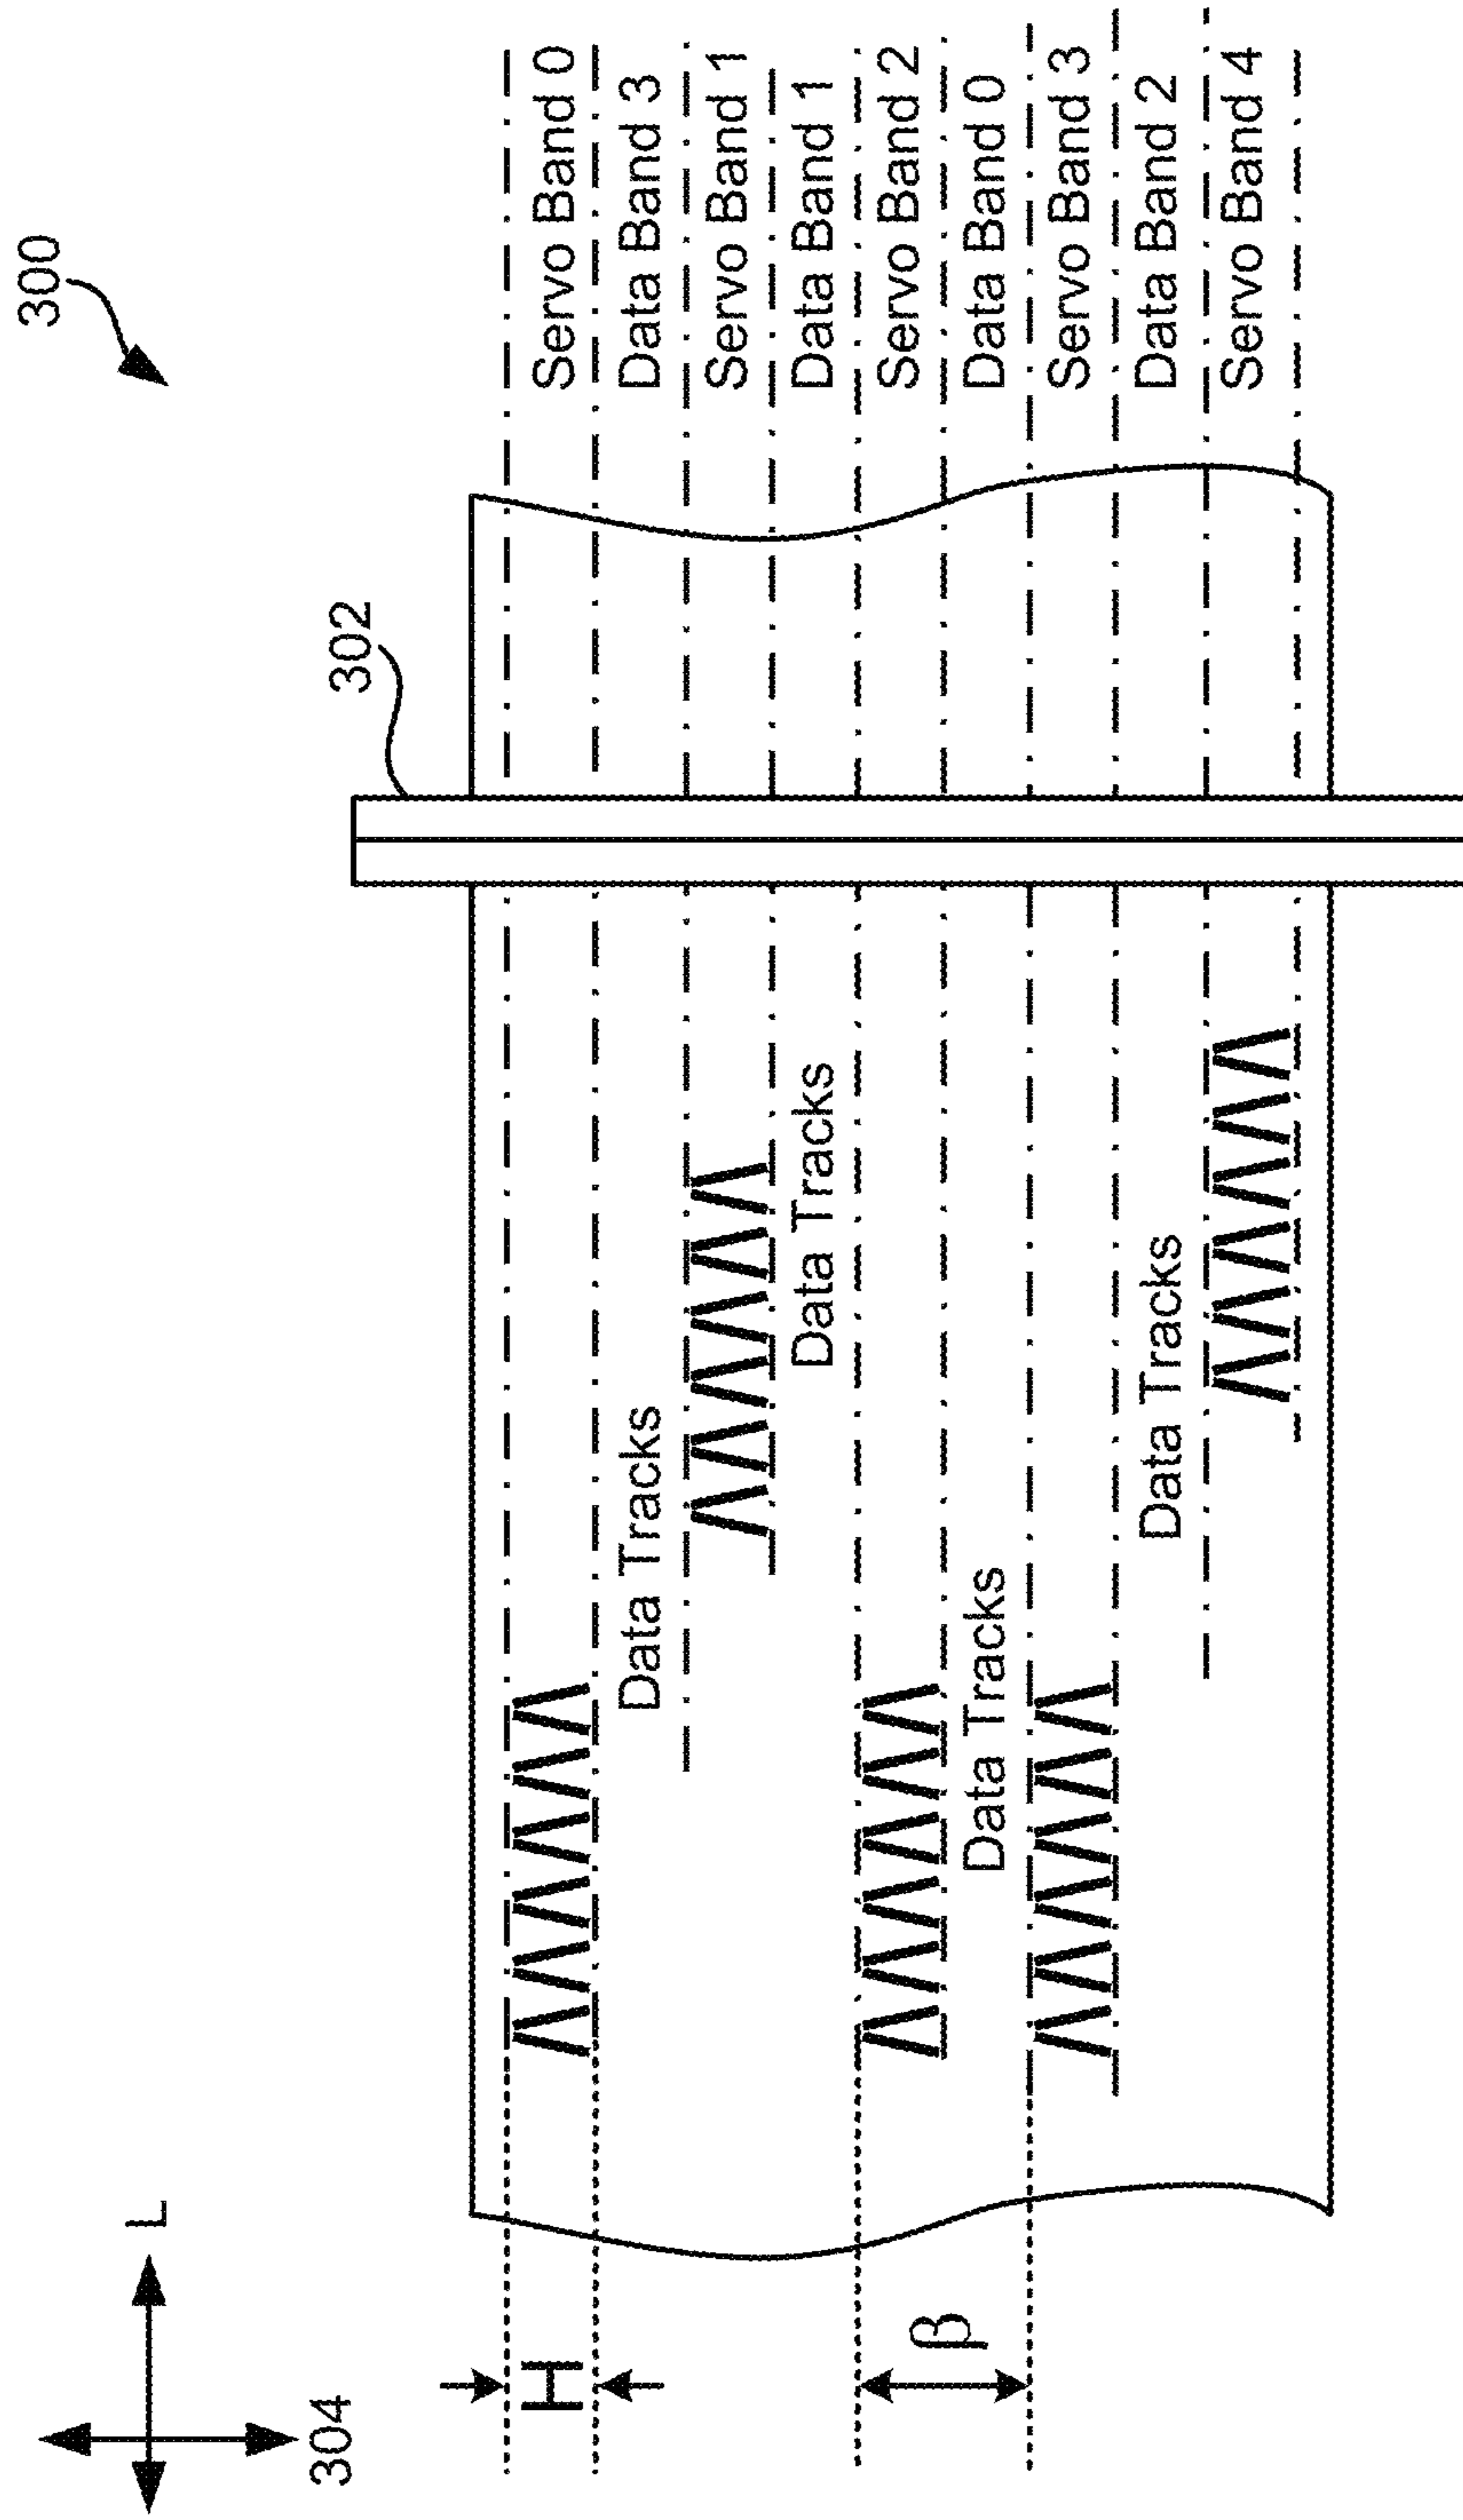 300
302
304
L
H
β
Servo Band 0
Data Band 3
Servo Band 1
Data Band 1
Servo Band 2
Data Band 0
Servo Band 3
Data Band 2
Servo Band 4
Data Tracks
Data Tracks
Data Tracks
Data Tracks